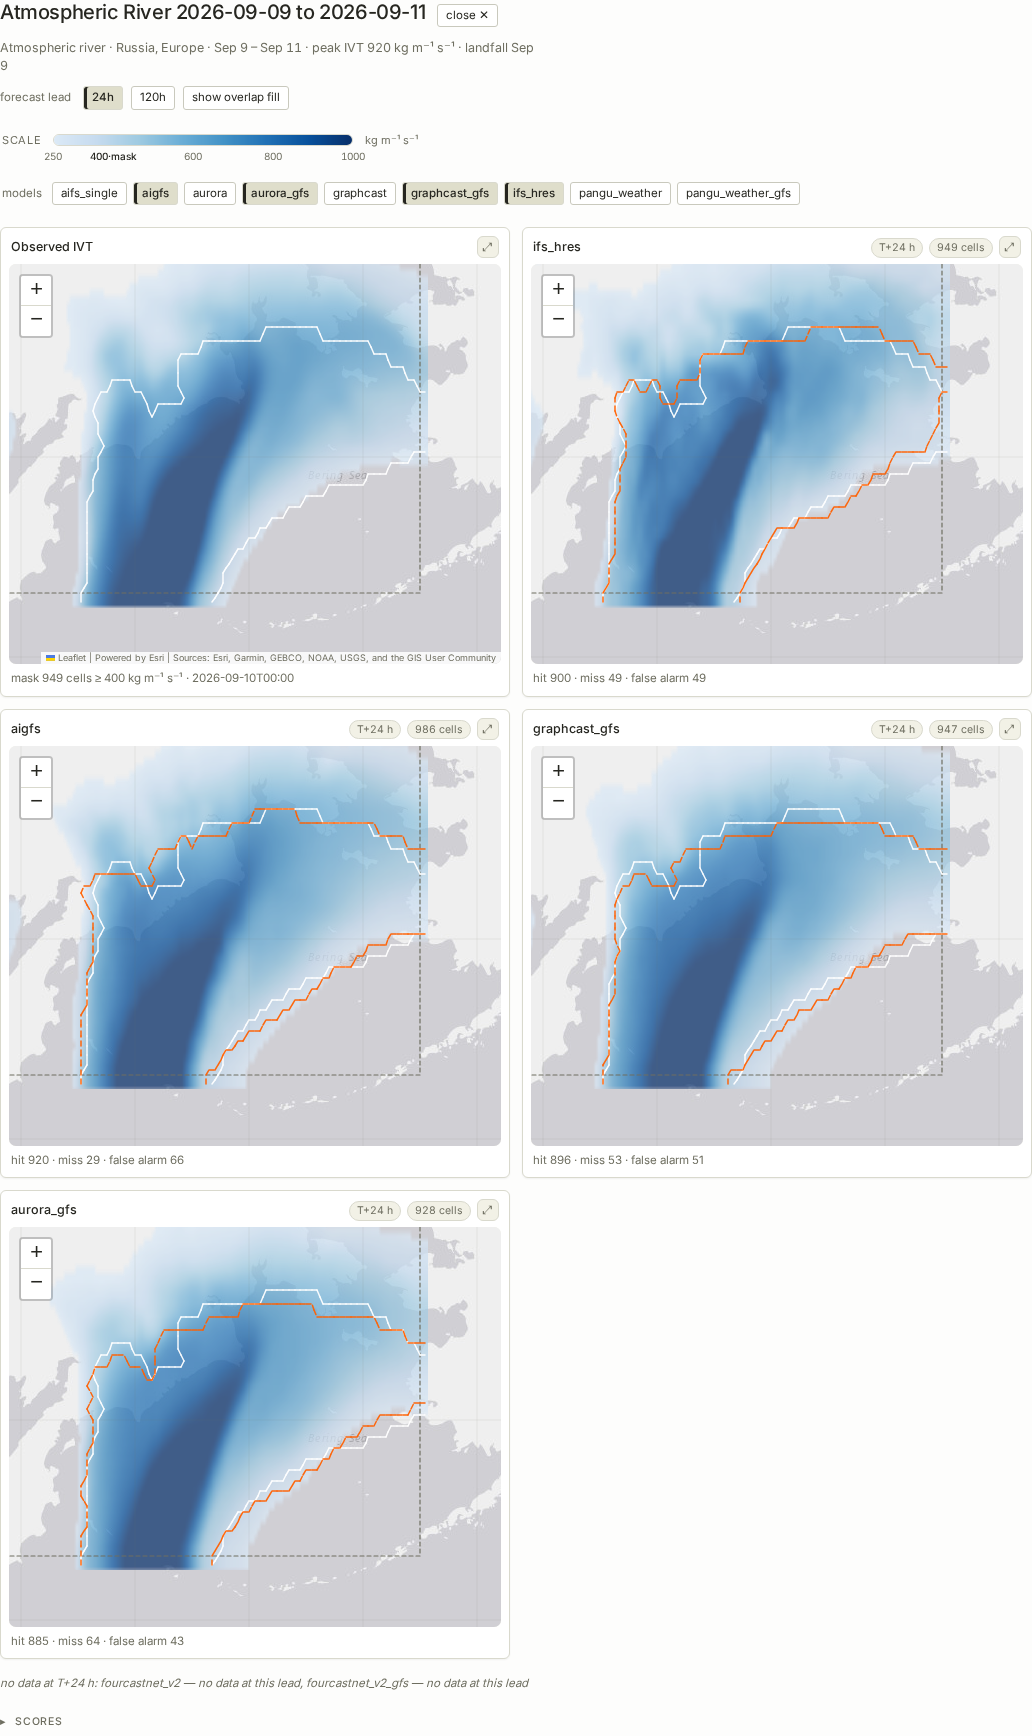 Atmospheric River 2026-09-09 to 2026-09-11 close ✕
Atmospheric river · Russia, Europe · Sep 9 – Sep 11 · peak IVT 920 kg m⁻¹ s⁻¹ · landfall Sep
9
forecast lead 24h 120h show overlap fill
SCALE kg m⁻¹ s⁻¹
250 400·mask 600 800 1000
models aifs_single aigfs aurora aurora_gfs graphcast graphcast_gfs ifs_hres pangu_weather pangu_weather_gfs
Observed IVT
+
−
Bering Sea
Leaflet | Powered by Esri | Sources: Esri, Garmin, GEBCO, NOAA, USGS, and the GIS User Community
mask 949 cells ≥ 400 kg m⁻¹ s⁻¹ · 2026-09-10T00:00
ifs_hres T+24 h 949 cells
+
−
Bering Sea
hit 900 · miss 49 · false alarm 49
aigfs T+24 h 986 cells
+
−
Bering Sea
hit 920 · miss 29 · false alarm 66
graphcast_gfs T+24 h 947 cells
+
−
Bering Sea
hit 896 · miss 53 · false alarm 51
aurora_gfs T+24 h 928 cells
+
−
Bering Sea
hit 885 · miss 64 · false alarm 43
no data at T+24 h: fourcastnet_v2 — no data at this lead, fourcastnet_v2_gfs — no data at this lead
▸ SCORES